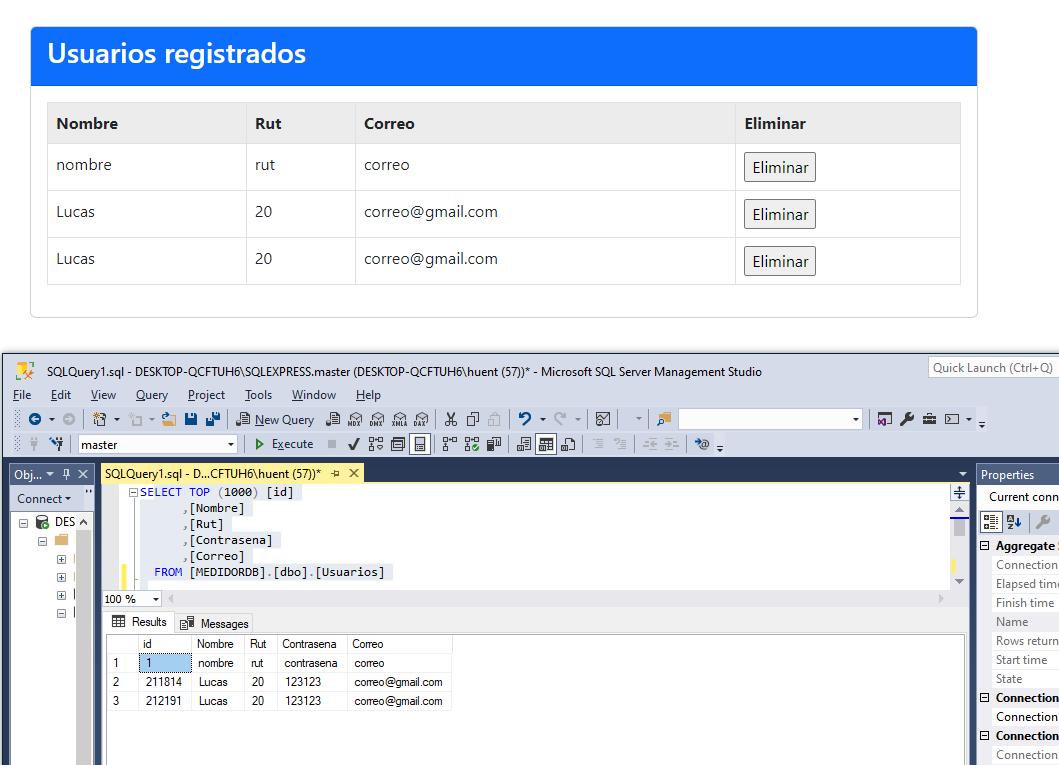 Usuarios registrados
Nombre Rut Correo Eliminar
nombre rut correo Eliminar
Lucas 20 correo@gmail.com Eliminar
Lucas 20 correo@gmail.com Eliminar
SQLQuery1.sql - DESKTOP-QCFTUH6\SQLEXPRESS.master (DESKTOP-QCFTUH6\huent (57))* - Microsoft SQL Server Management Studio
Quick Launch (Ctrl+Q)
File Edit View Query Project Tools Window Help
New Query MDX DMX XMLA DAX
master Execute
Obj... SQLQuery1.sql - D...CFTUH6\huent (57))* Properties
Connect
DES
SELECT TOP (1000) [id]
,[Nombre]
,[Rut]
,[Contrasena]
,[Correo]
FROM [MEDIDORDB].[dbo].[Usuarios]
100 %
Results Messages
id Nombre Rut Contrasena Correo
1 1 nombre rut contrasena correo
2 211814 Lucas 20 123123 correo@gmail.com
3 212191 Lucas 20 123123 correo@gmail.com
Current conn
Aggregate
Connection
Elapsed time
Finish time
Name
Rows return
Start time
State
Connection
Connection
Connection
Connection